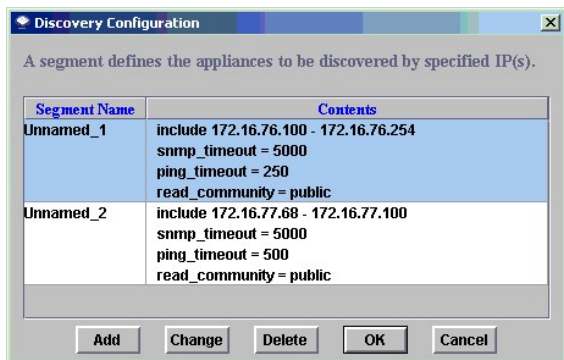 Discovery Configuration
A segment defines the appliances to be discovered by specified IP(s).
Segment Name Contents
Unnamed_1 include 172.16.76.100 - 172.16.76.254
snmp_timeout = 5000
ping_timeout = 250
read_community = public
Unnamed_2 include 172.16.77.68 - 172.16.77.100
snmp_timeout = 5000
ping_timeout = 500
read_community = public
Add Change Delete OK Cancel